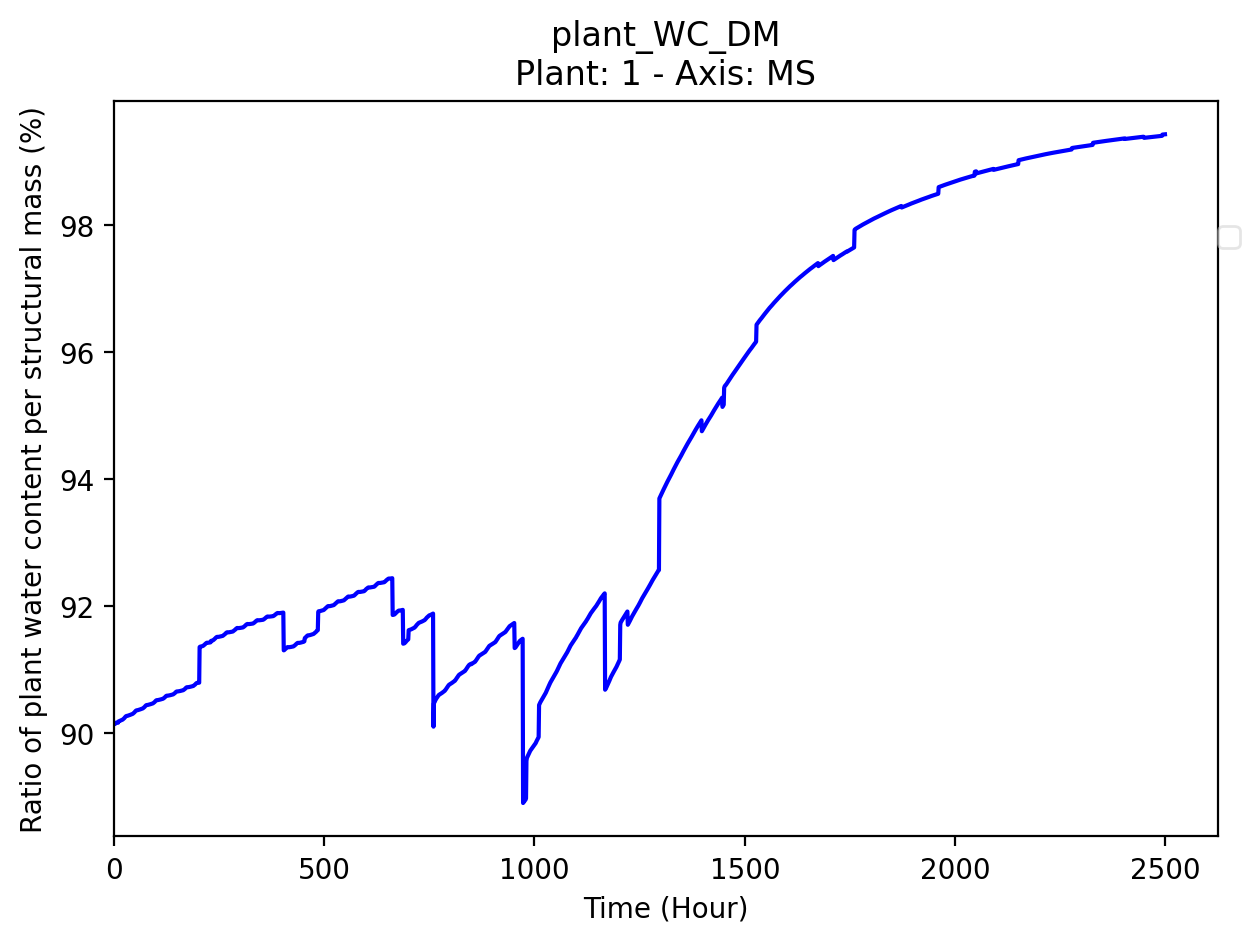 plant_WC_DM
Plant: 1 - Axis: MS
Ratio of plant water content per structural mass (%)
98
96
94
92
90
0 500 1000 1500 2000 2500
Time (Hour)